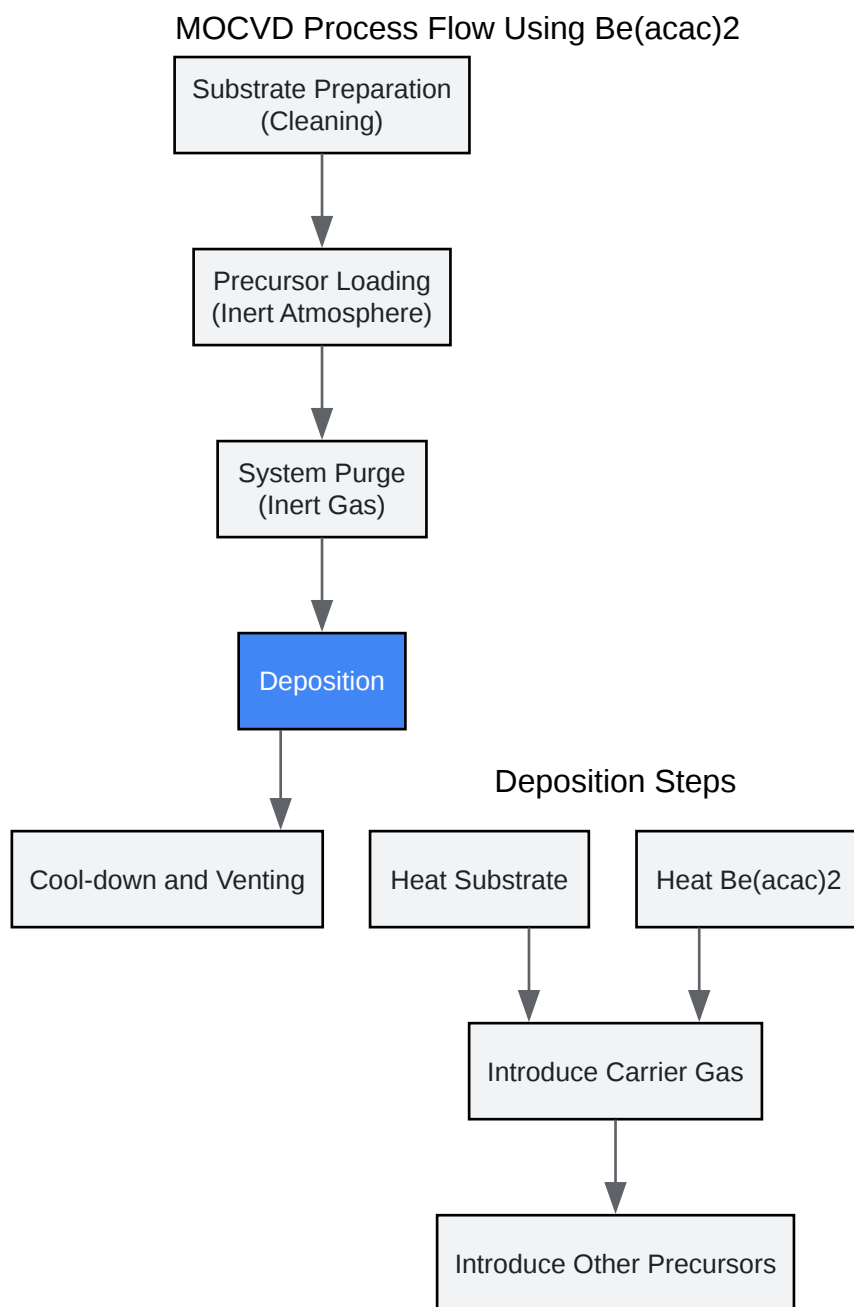 MOCVD Process Flow Using Be(acac)2
Substrate Preparation
(Cleaning)
Precursor Loading
(Inert Atmosphere)
System Purge
(Inert Gas)
Deposition
Deposition Steps
Cool-down and Venting
Heat Substrate
Heat Be(acac)2
Introduce Carrier Gas
Introduce Other Precursors